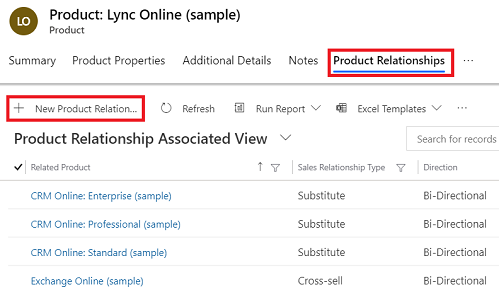 LO Product: Lync Online (sample)
Product
Summary Product Properties Additional Details Notes Product Relationships ...
New Product Relation... Refresh Run Report Excel Templates ...
Product Relationship Associated View Search for records
Related Product Sales Relationship Type Direction
CRM Online: Enterprise (sample) Substitute Bi-Directional
CRM Online: Professional (sample) Substitute Bi-Directional
CRM Online: Standard (sample) Substitute Bi-Directional
Exchange Online (sample) Cross-sell Bi-Directional